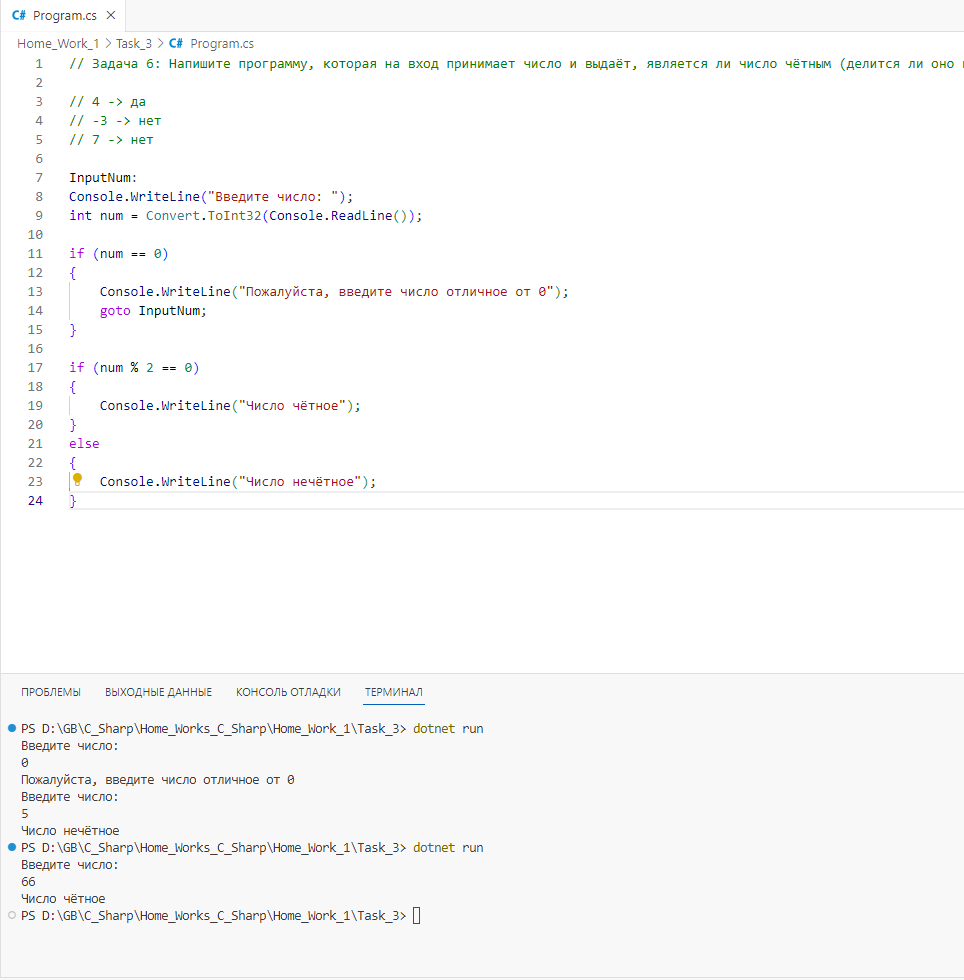 C# Program.cs
Home_Work_1 > Task_3 > C# Program.cs
1 // Задача 6: Напишите программу, которая на вход принимает число и выдаёт, является ли число чётным (делится ли оно
2
3 // 4 -> да
4 // -3 -> нет
5 // 7 -> нет
6
7 InputNum:
8 Console.WriteLine("Введите число: ");
9 int num = Convert.ToInt32(Console.ReadLine());
10
11 if (num == 0)
12 {
13 Console.WriteLine("Пожалуйста, введите число отличное от 0");
14 goto InputNum;
15 }
16
17 if (num % 2 == 0)
18 {
19 Console.WriteLine("Число чётное");
20 }
21 else
22 {
23 Console.WriteLine("Число нечётное");
24 }
ПРОБЛЕМЫ ВЫХОДНЫЕ ДАННЫЕ КОНСОЛЬ ОТЛАДКИ ТЕРМИНАЛ
PS D:\GB\C_Sharp\Home_Works_C_Sharp\Home_Work_1\Task_3> dotnet run
Введите число:
0
Пожалуйста, введите число отличное от 0
Введите число:
5
Число нечётное
PS D:\GB\C_Sharp\Home_Works_C_Sharp\Home_Work_1\Task_3> dotnet run
Введите число:
66
Число чётное
PS D:\GB\C_Sharp\Home_Works_C_Sharp\Home_Work_1\Task_3>